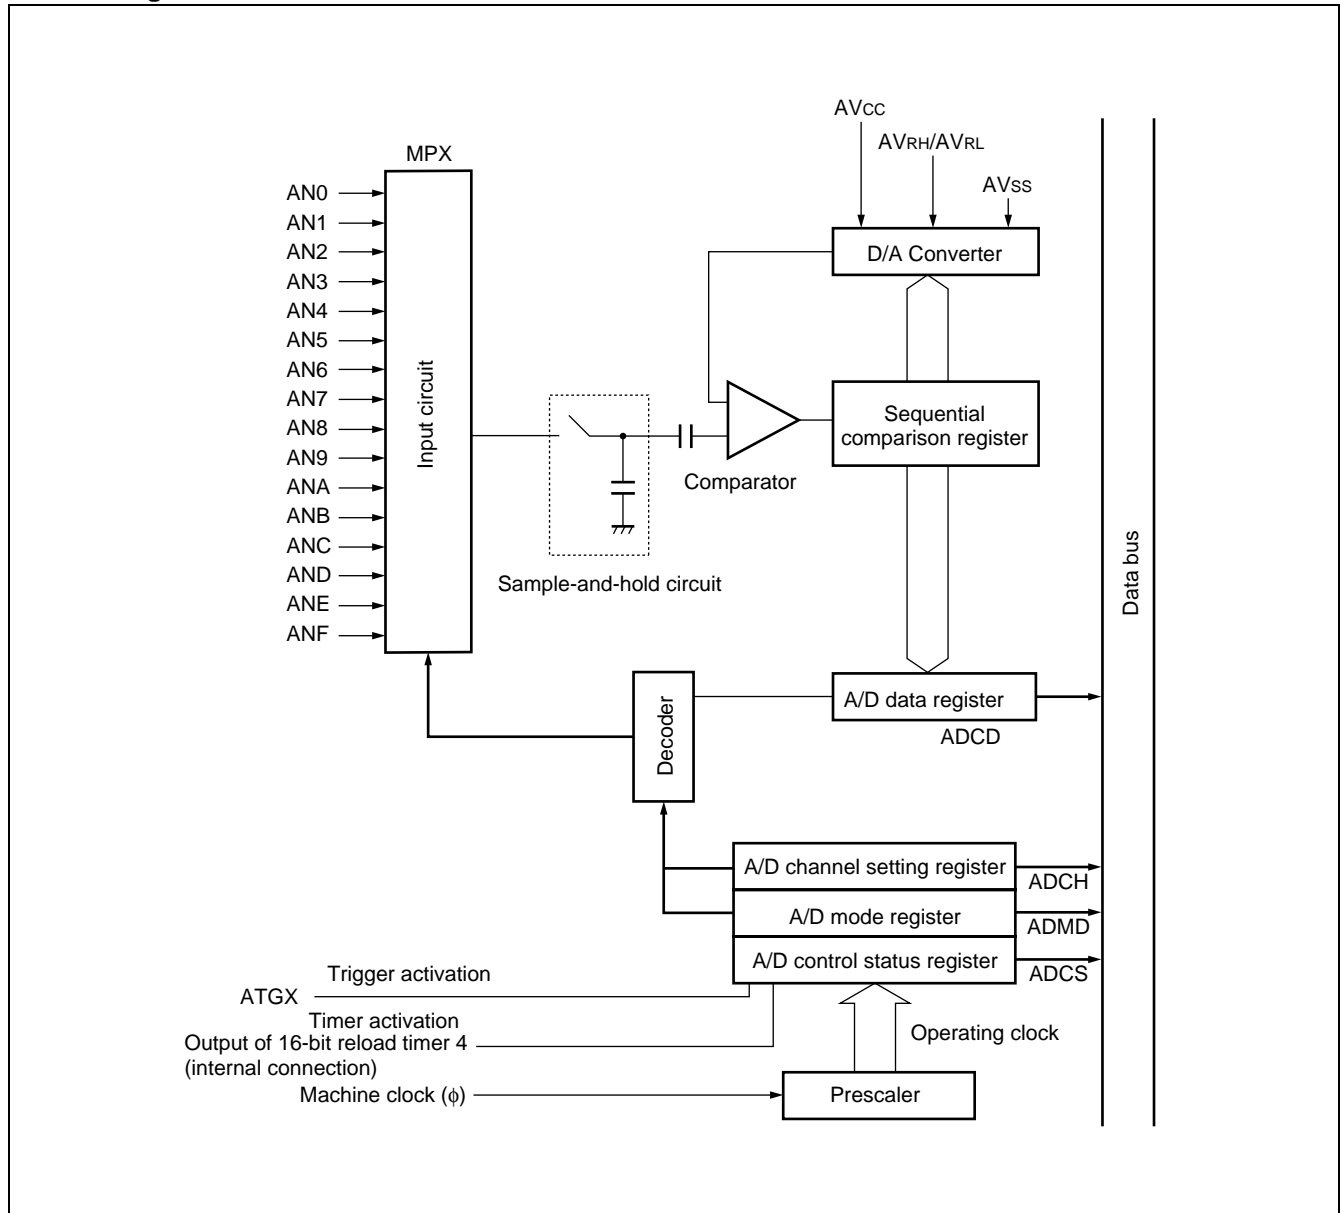 AVCC
AVRH/AVRL
AVSS
MPX
D/A Converter
AN0
AN1
AN2
AN3
AN4
AN5
AN6
AN7
AN8
AN9
ANA
ANB
ANC
AND
ANE
ANF
Input circuit
Sequential
comparison register
Comparator
Sample-and-hold circuit
Data bus
Decoder
A/D data register
ADCD
A/D channel setting register
ADCH
A/D mode register
ADMD
A/D control status register
ADCS
Trigger activation
ATGX
Timer activation
Output of 16-bit reload timer 4
(internal connection)
Operating clock
Machine clock (ϕ)
Prescaler